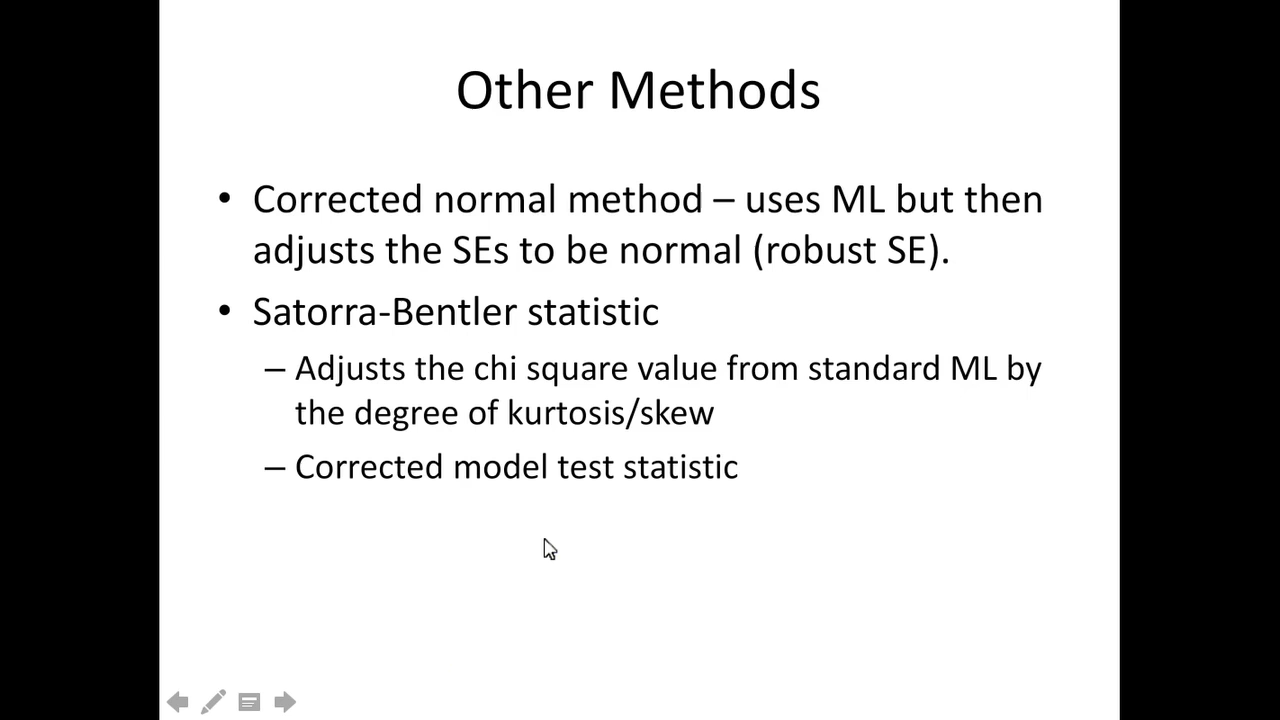 Other Methods
• Corrected normal method – uses ML but then
adjusts the SEs to be normal (robust SE).
• Satorra-Bentler statistic
– Adjusts the chi square value from standard ML by
the degree of kurtosis/skew
– Corrected model test statistic